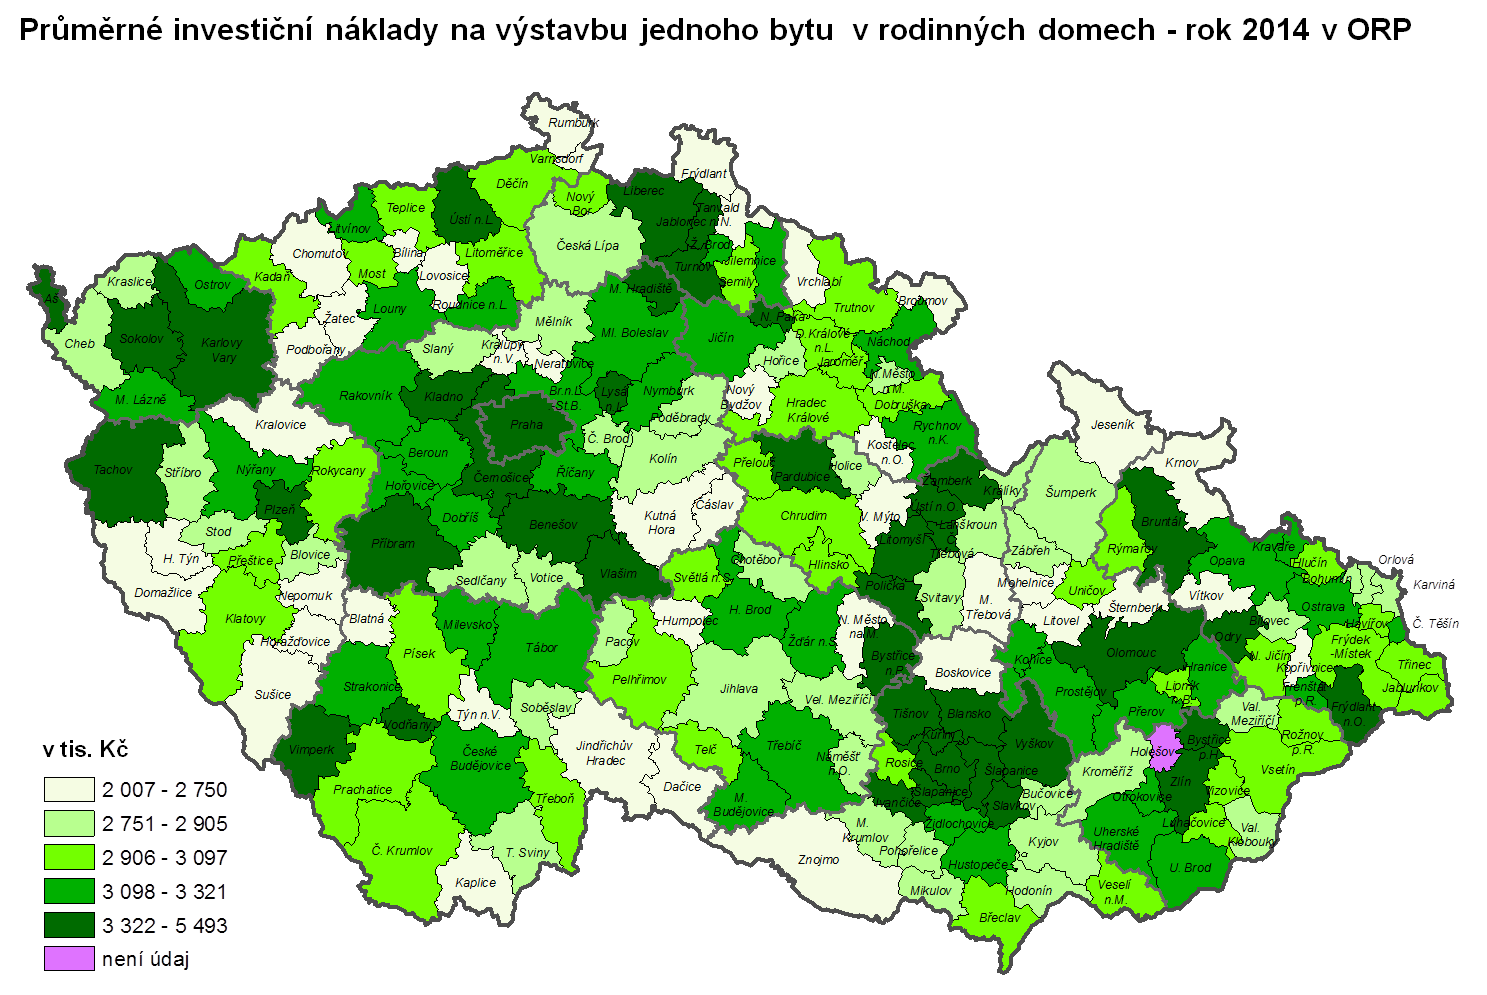 Průměrné investiční náklady na výstavbu jednoho bytu v rodinných domech - rok 2014 v ORP
Rumburk
Varnsdorf
Děčín
Nový
Bor
Liberec
Frýdlant
Tanvald
Jablonec n.N.
Ž. Brod
Turnov
Semily
Jilemnice
Vrchlabí
Trutnov
Broumov
Teplice
Ústí n.L.
Litvínov
Bílina
Most
Chomutov
Kadaň
Lovosice
Litoměřice
Česká Lípa
Roudnice n.L.
Louny
Žatec
Podbořany
Kraslice
Ostrov
Aš
Cheb
Sokolov
Karlovy
Vary
M. Lázně
M. Hradiště
Mělník
Ml. Boleslav
Slaný
Kralupy
n.V.
Neratovice
Jičín
N. Paka
D.Králové
n.L.
Náchod
Hořice
Jaroměř
N.Město
n.M.
Rakovník
Kladno
Praha
Br.n.L.
-St.B.
Lysá
n.L.
Nymburk
Poděbrady
Nový
Bydžov
Hradec
Králové
Dobruška
Rychnov
n.K.
Kostelec
n.O.
Kralovice
Tachov
Stříbro
Nýřany
Rokycany
Plzeň
Beroun
Hořovice
Černošice
Říčany
Č. Brod
Kolín
Přelouč
Pardubice
Holice
Jeseník
Krnov
Dobříš
Benešov
Kutná
Hora
Čáslav
Chrudim
V. Mýto
Žamberk
Ústí n.O.
Králíky
Lanškroun
Č.
Třebová
Litomyšl
Šumperk
Zábřeh
Rýmařov
Bruntál
Stod
Přeštice
Blovice
H. Týn
Domažlice
Nepomuk
Příbram
Sedlčany
Votice
Vlašim
Světlá n.S.
Chotěboř
Hlinsko
Polička
Svitavy
M.
Třebová
Mohelnice
Uničov
Litovel
Šternberk
Opava
Kravaře
Hlučín
Bohumín
Orlová
Karviná
Ostrava
Havířov
Č. Těšín
Vítkov
Bílovec
Odry
N. Jičín
Kopřivnice
Frýdek
-Místek
Třinec
Jablunkov
Frenštát
p.R.
Frýdlant
n.O.
Klatovy
Horažďovice
Sušice
Blatná
Strakonice
Písek
Milevsko
Tábor
Pacov
Pelhřimov
Humpolec
H. Brod
Žďár n.S.
N. Město
na M.
Bystřice
n.P.
Boskovice
Konice
Olomouc
Prostějov
Přerov
Lipník
n.B.
Hranice
Val.
Meziříčí
Rožnov
p.R.
Vimperk
Vodňany
Týn n.V.
Soběslav
Jindřichův
Hradec
Jihlava
Vel. Meziříčí
Třebíč
Telč
Dačice
Náměšť
n.O.
Tišnov
Blansko
Kuřim
Vyškov
Rosice
Brno
Šlapanice
Šlapanice
Ivančice
Slavkov
Bučovice
Kroměříž
Holešov
Bystřice
p.H.
Zlín
Vsetín
Vizovice
Otrokovice
Luhačovice
Val.
Klobouky
Uherské
Hradiště
U. Brod
Prachatice
České
Budějovice
Třeboň
Č. Krumlov
T. Sviny
Kaplice
M.
Budějovice
Znojmo
M.
Krumlov
Pohořelice
Židlochovice
Hustopeče
Mikulov
Břeclav
Kyjov
Hodonín
Veselí
n.M.
v tis. Kč
2 007 - 2 750
2 751 - 2 905
2 906 - 3 097
3 098 - 3 321
3 322 - 5 493
není údaj